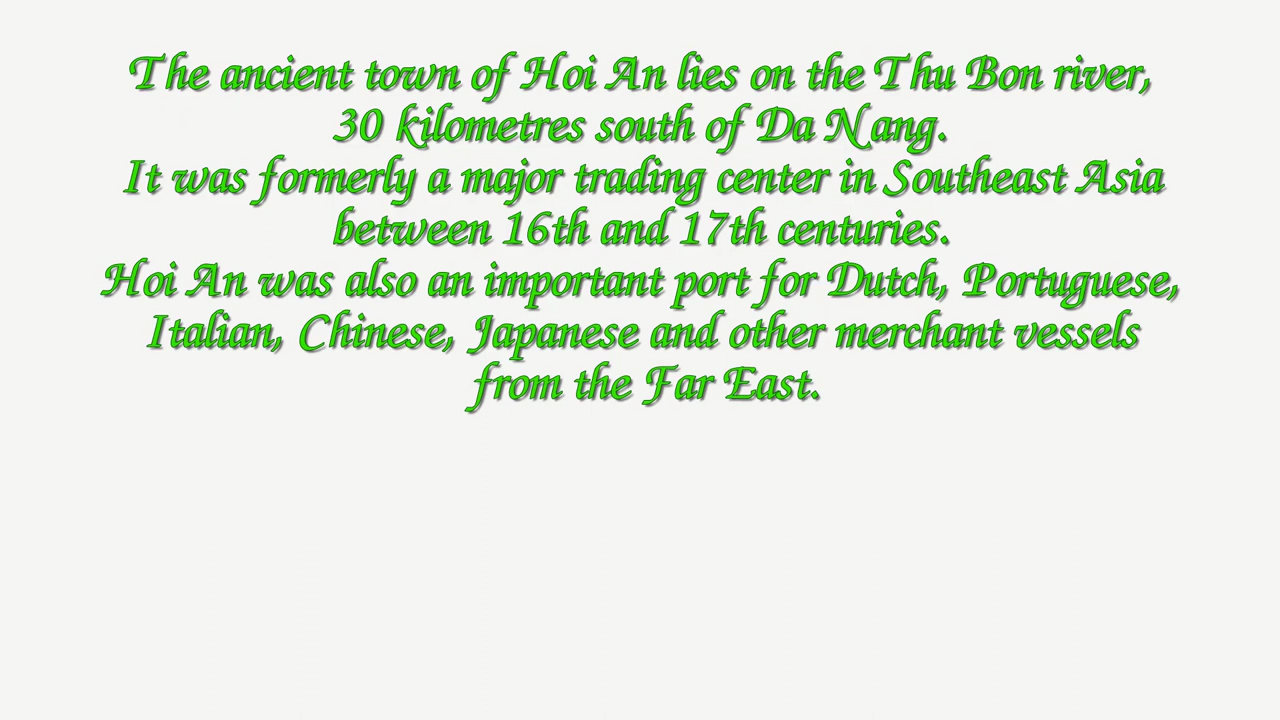 The ancient town of Hoi An lies on the Thu Bon river,
30 kilometres south of Da Nang.
It was formerly a major trading center in Southeast Asia
between 16th and 17th centuries.
Hoi An was also an important port for Dutch, Portuguese,
Italian, Chinese, Japanese and other merchant vessels
from the Far East.